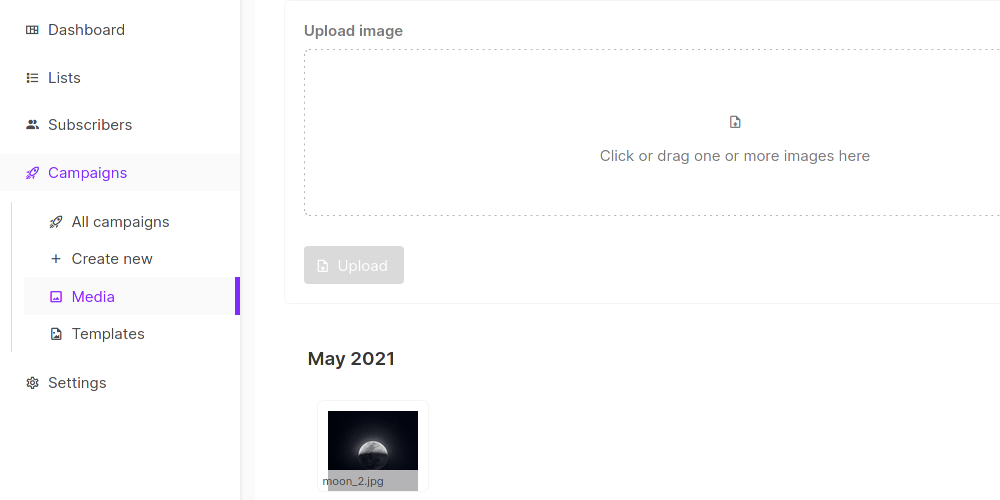 Dashboard
Lists
Subscribers
Campaigns
All campaigns
Create new
Media
Templates
Settings
Upload image
Click or drag one or more images here
Upload
May 2021
moon_2.jpg